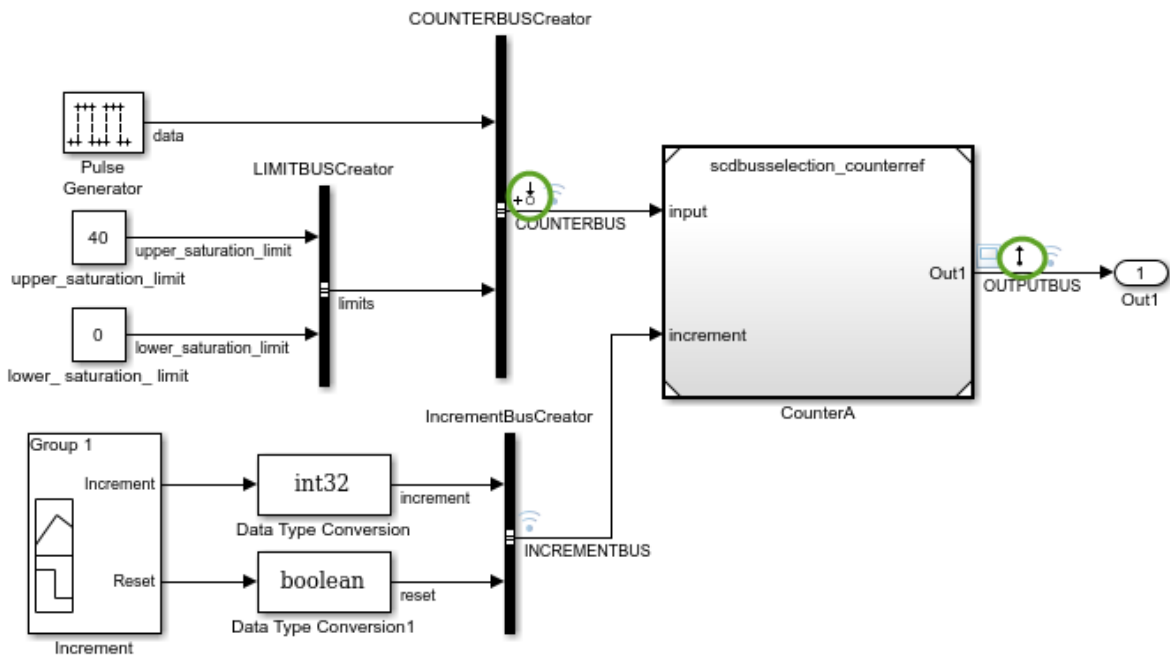 COUNTERBUSCreator
data
Pulse
Generator
LIMITBUSCreator
40
upper_saturation_limit
upper_saturation_limit
limits
0
lower_saturation_limit
lower_ saturation_ limit
COUNTERBUS
scdbusselection_counterref
input
increment
Out1
CounterA
OUTPUTBUS
1
Out1
IncrementBusCreator
Group 1
Increment
int32
increment
Data Type Conversion
INCREMENTBUS
Reset
boolean
reset
Data Type Conversion1
Increment